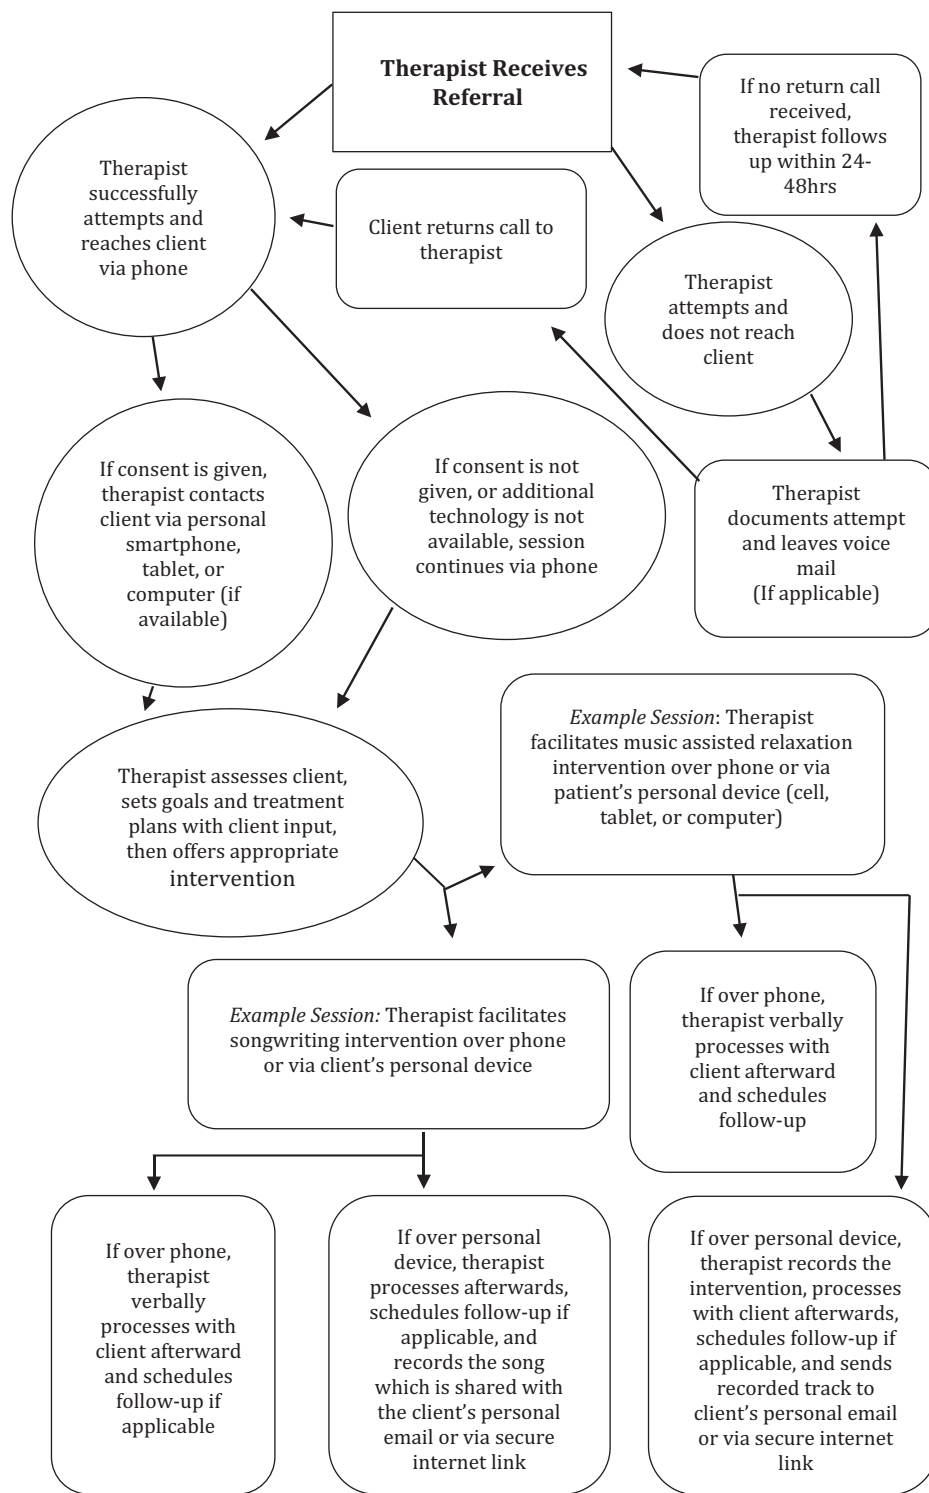 Therapist Receives
Referral
If no return call
received,
therapist follows
up within 24-
48hrs
Therapist
successfully
attempts and
reaches client
via phone
Client returns call to
therapist
Therapist
attempts and
does not reach
client
If consent is given,
therapist contacts
client via personal
smartphone,
tablet, or
computer (if
available)
If consent is not
given, or additional
technology is not
available, session
continues via phone
Therapist
documents attempt
and leaves voice
mail
(If applicable)
Therapist assesses client,
sets goals and treatment
plans with client input,
then offers appropriate
intervention
Example Session: Therapist
facilitates music assisted relaxation
intervention over phone or via
patient’s personal device (cell,
tablet, or computer)
Example Session: Therapist facilitates
songwriting intervention over phone
or via client’s personal device
If over phone,
therapist verbally
processes with
client afterward
and schedules
follow-up
If over phone,
therapist
verbally
processes with
client afterward
and schedules
follow-up if
applicable
If over personal
device, therapist
processes afterwards,
schedules follow-up if
applicable, and
records the song
which is shared with
the client’s personal
email or via secure
internet link
If over personal device,
therapist records the
intervention, processes
with client afterwards,
schedules follow-up if
applicable, and sends
recorded track to
client’s personal email
or via secure internet
link